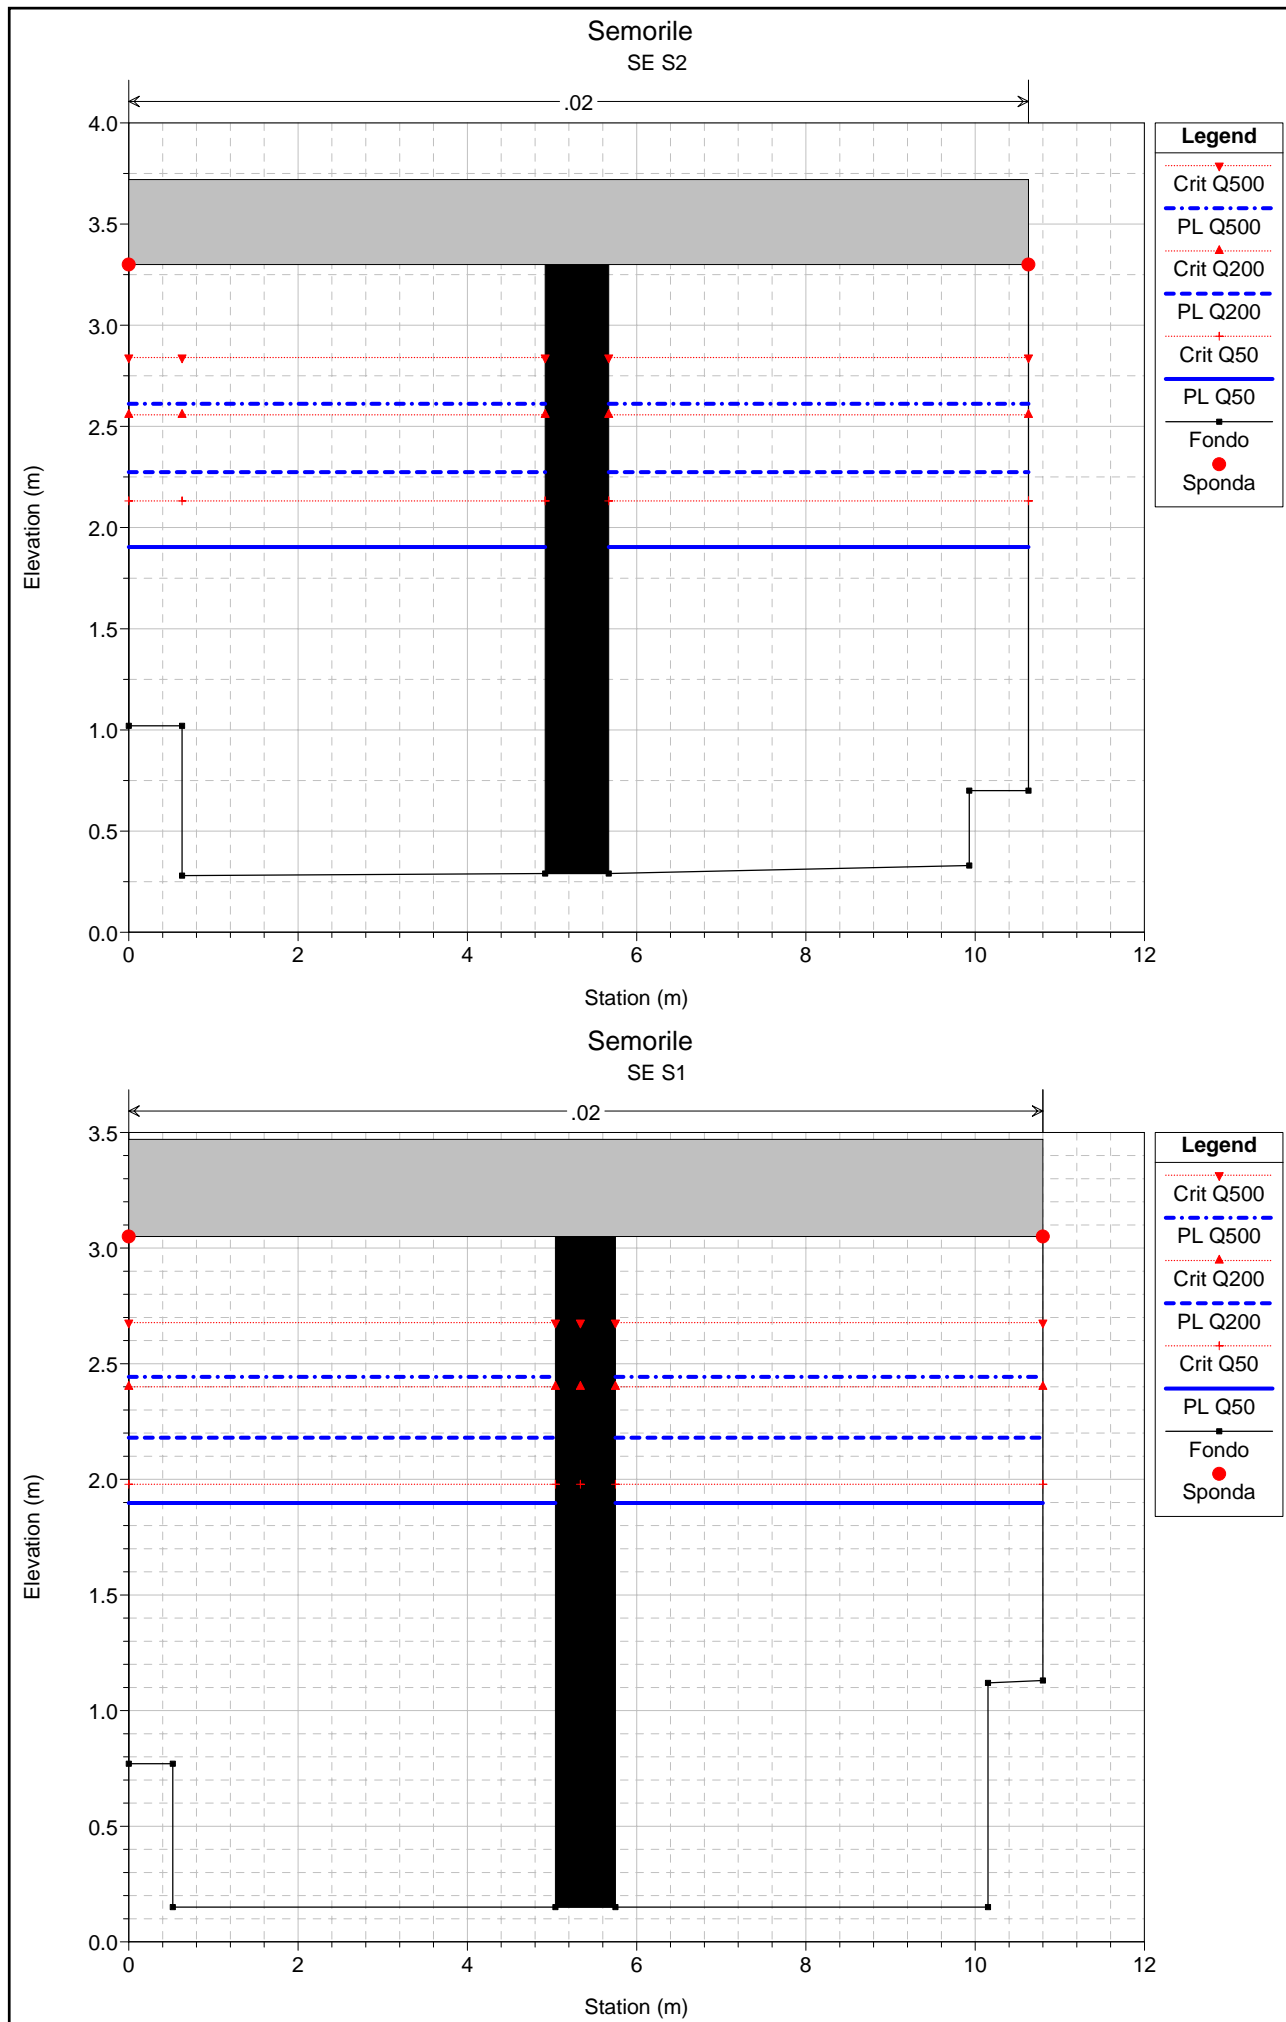 Semorile
SE S2
.02
4.0
3.5
3.0
2.5
2.0
1.5
1.0
0.5
0.0
Elevation (m)
0 2 4 6 8 10 12
Station (m)
Legend
Crit Q500
PL Q500
Crit Q200
PL Q200
Crit Q50
PL Q50
Fondo
Sponda
Semorile
SE S1
.02
3.5
3.0
2.5
2.0
1.5
1.0
0.5
0.0
Elevation (m)
0 2 4 6 8 10 12
Station (m)
Legend
Crit Q500
PL Q500
Crit Q200
PL Q200
Crit Q50
PL Q50
Fondo
Sponda